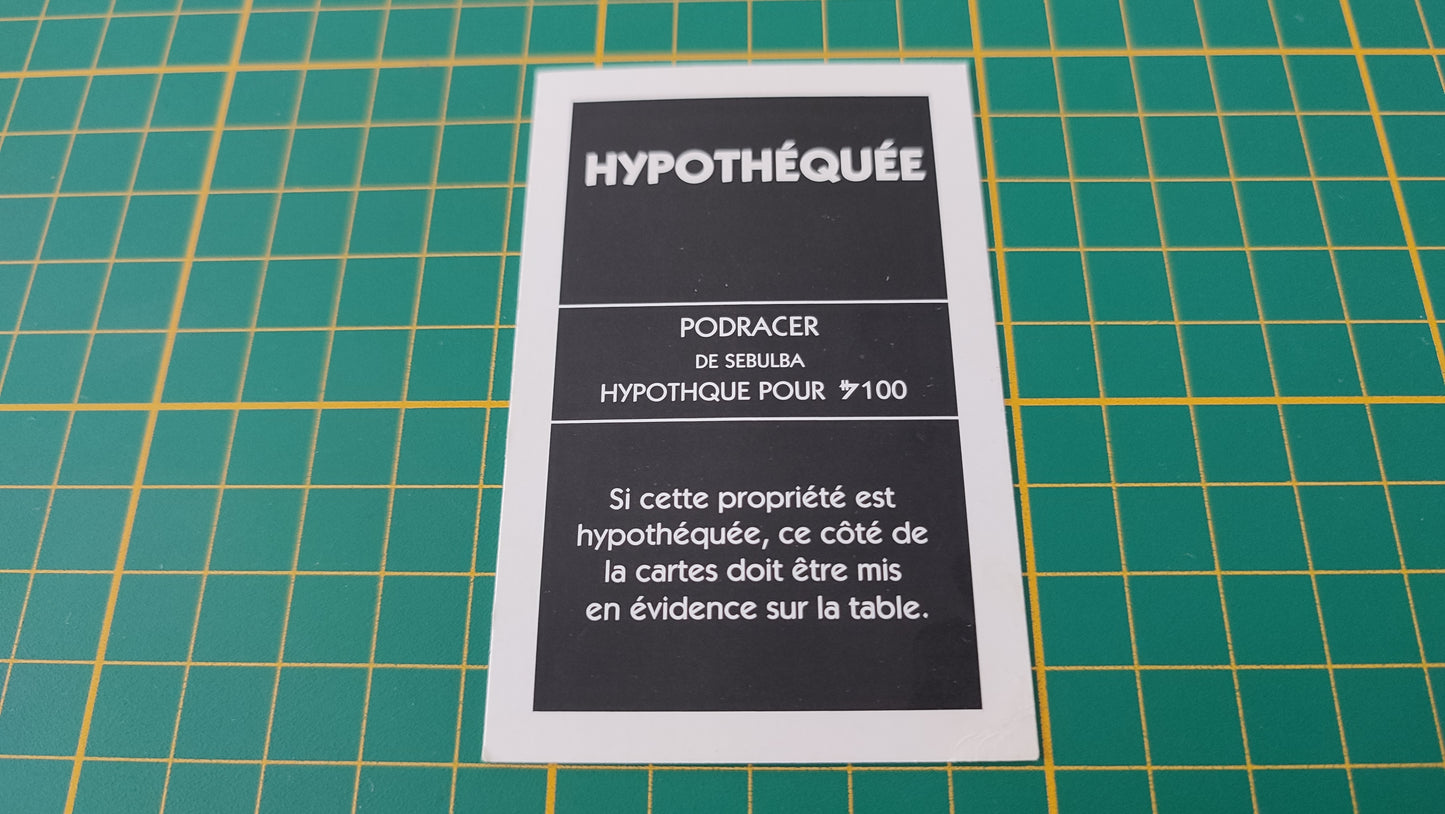 HYPOTHÉQUÉE
PODRACER
DE SEBULBA
HYPOTHQUE POUR 100
Si cette propriété est
hypothéquée, ce côté de
la cartes doit être mis
en évidence sur la table.